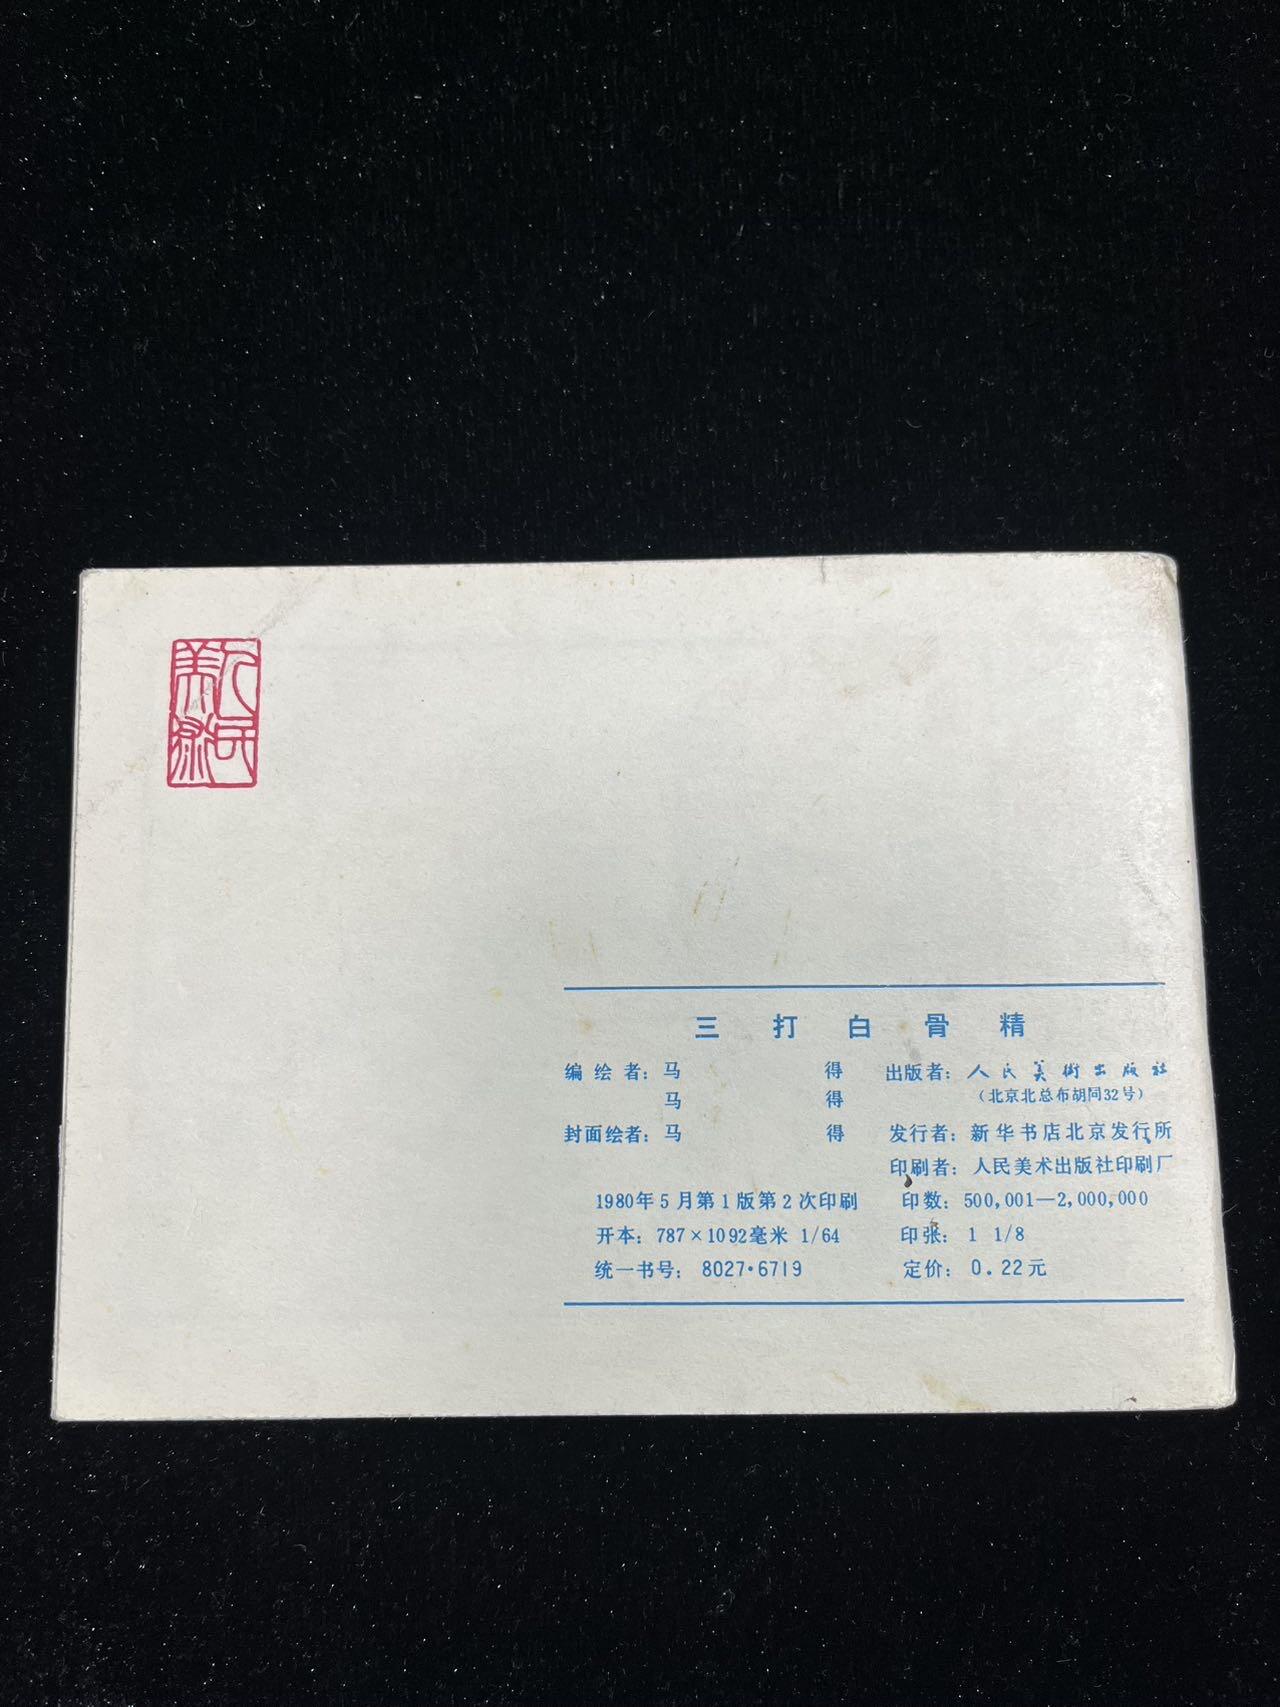 人民
美術
三打白骨精
编绘者：马 得
马 得
封面绘者：马 得
出版者：人民美術出版社
（北京北总布胡同32号）
发行者：新华书店北京发行所
印刷者：人民美术出版社印刷厂
1980年5月第1版第2次印刷
印数：500,001—2,000,000
开本：787×1092毫米 1/64
印张：1 1/8
统一书号：8027·6719
定价：0.22元